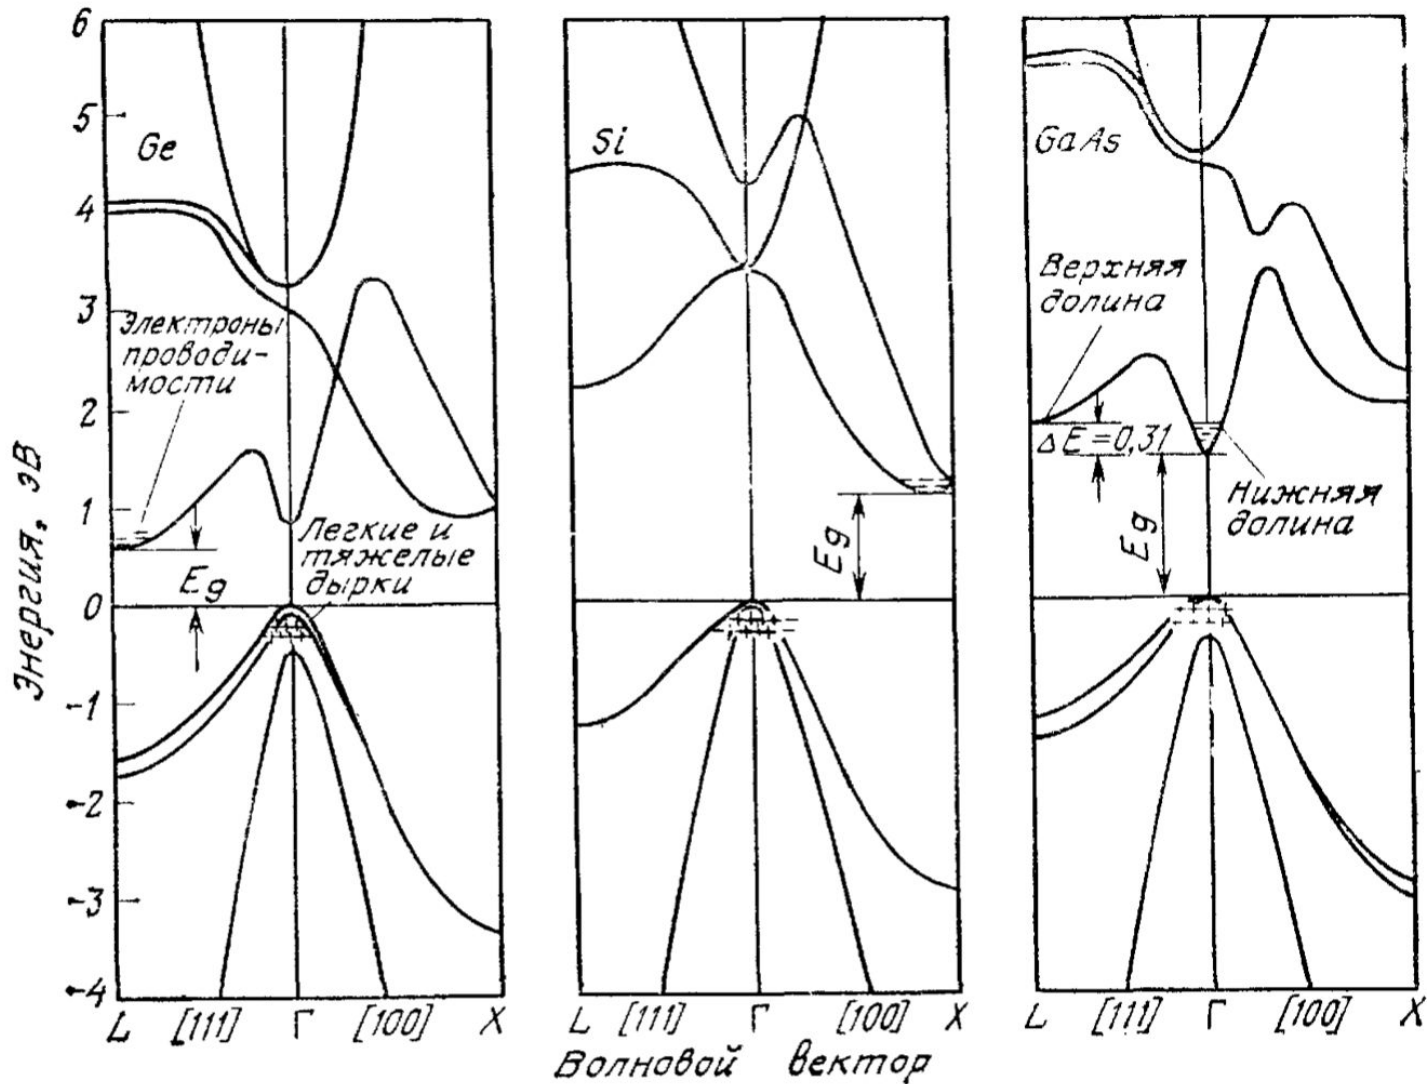 6
5
4
3
2
1
0
-1
-2
-3
-4
Энергия, эВ
Ge
Электроны
проводи-
мости
Легкие и
тяжелые
дырки
Eg
L [111] Г [100] X
Si
Eg
L [111] Г [100] X
GaAs
Верхняя
долина
ΔE=0,31
Нижняя
долина
Eg
L [111] Г [100] X
Волновой вектор